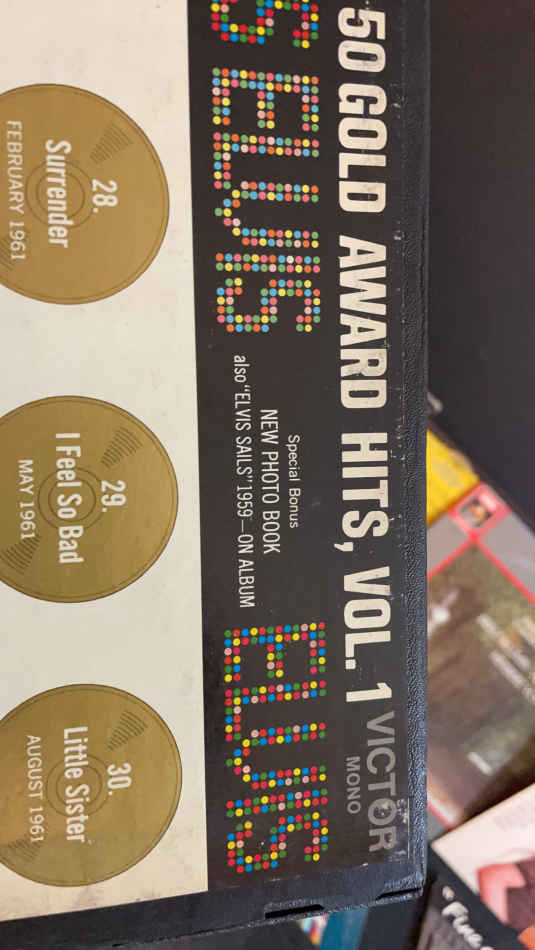 50 GOLD AWARD HITS, VOL. 1
VICTOR
MONO
S ELVIS
Special Bonus
NEW PHOTO BOOK
also "ELVIS SAILS" 1959—ON ALBUM
ELVIS
28.
Surrender
FEBRUARY 1961
29.
I Feel So Bad
MAY 1961
30.
Little Sister
AUGUST 1961
"Fine